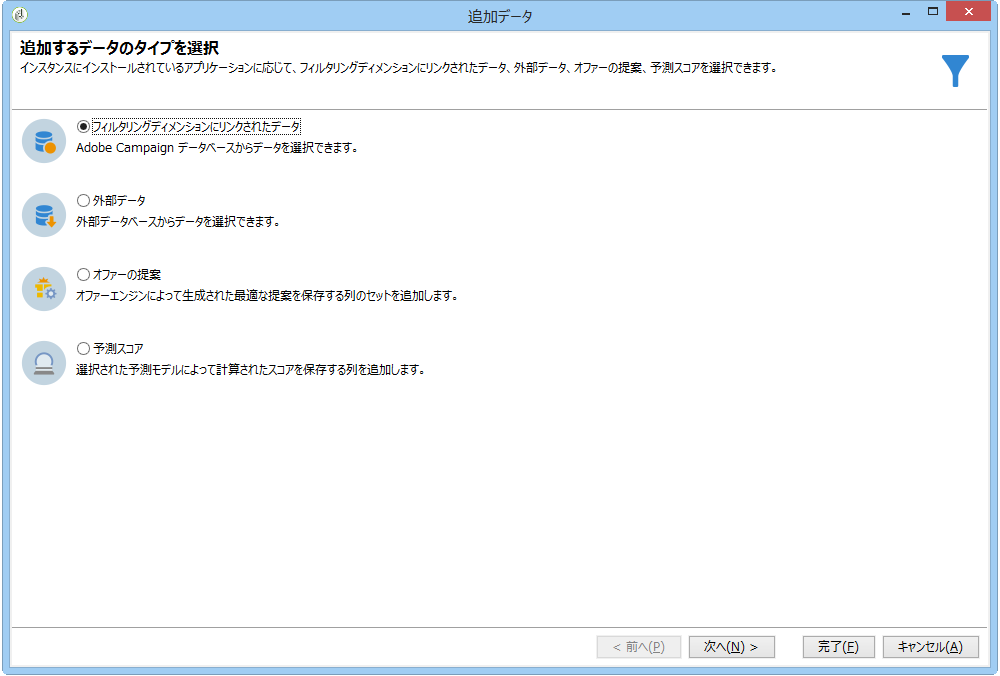 追加データ
追加するデータのタイプを選択
インスタンスにインストールされているアプリケーションに応じて、フィルタリングディメンションにリンクされたデータ、外部データ、オファーの提案、予測スコアを選択できます。
フィルタリングディメンションにリンクされたデータ
Adobe Campaign データベースからデータを選択できます。
外部データ
外部データベースからデータを選択できます。
オファーの提案
オファーエンジンによって生成された最適な提案を保存する列のセットを追加します。
予測スコア
選択された予測モデルによって計算されたスコアを保存する列を追加します。
< 前へ(P) 次へ(N) > 完了(F) キャンセル(A)